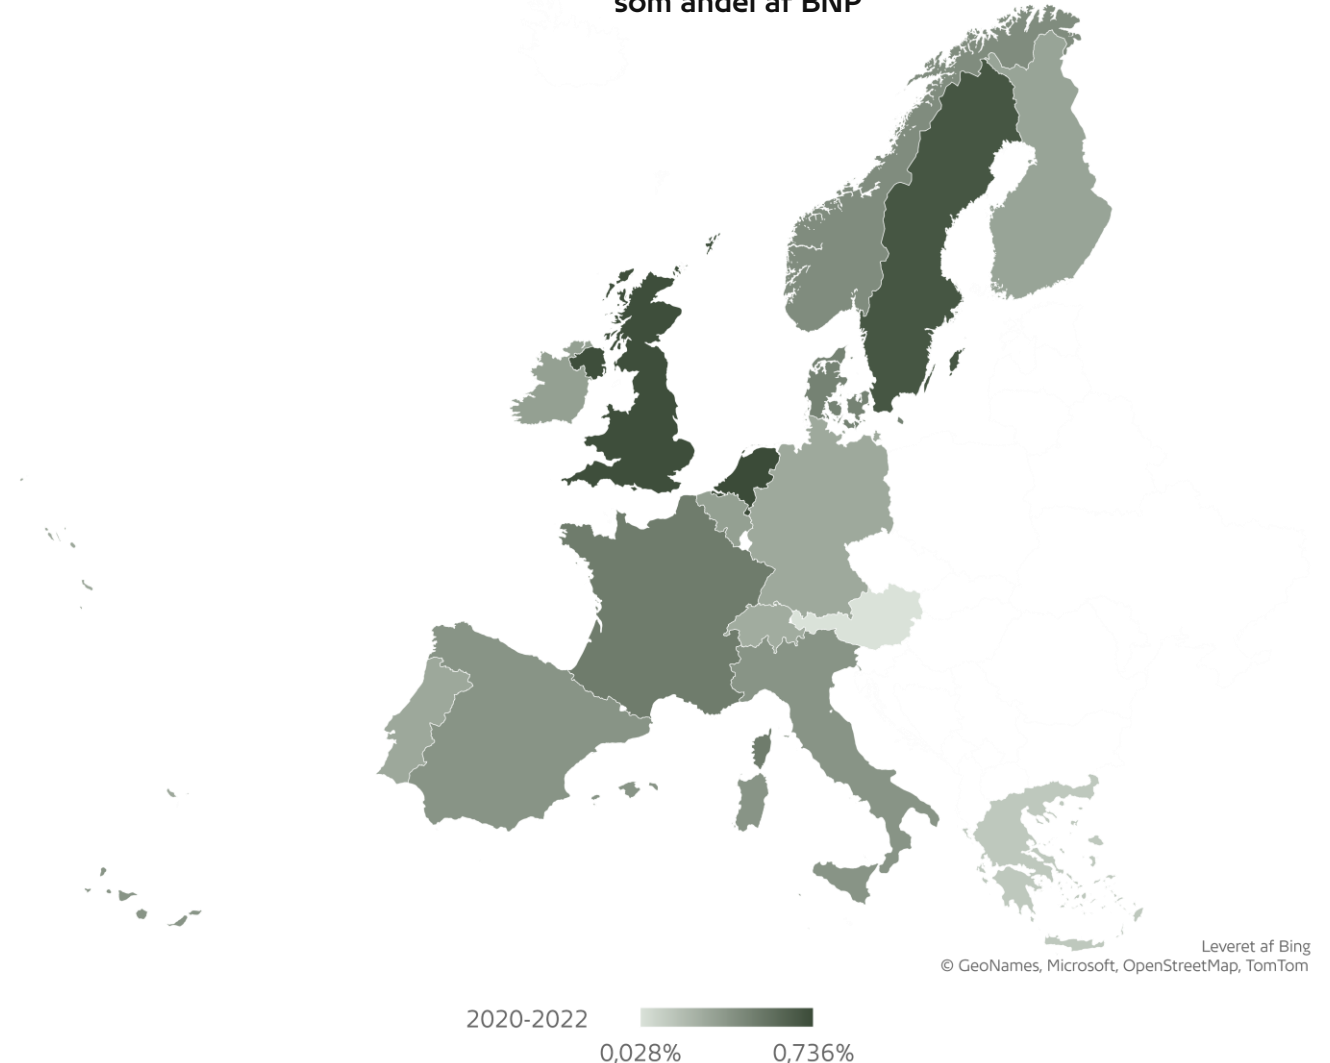 som andel af BNP
Leveret af Bing
© GeoNames, Microsoft, OpenStreetMap, TomTom
2020-2022
0,028%
0,736%